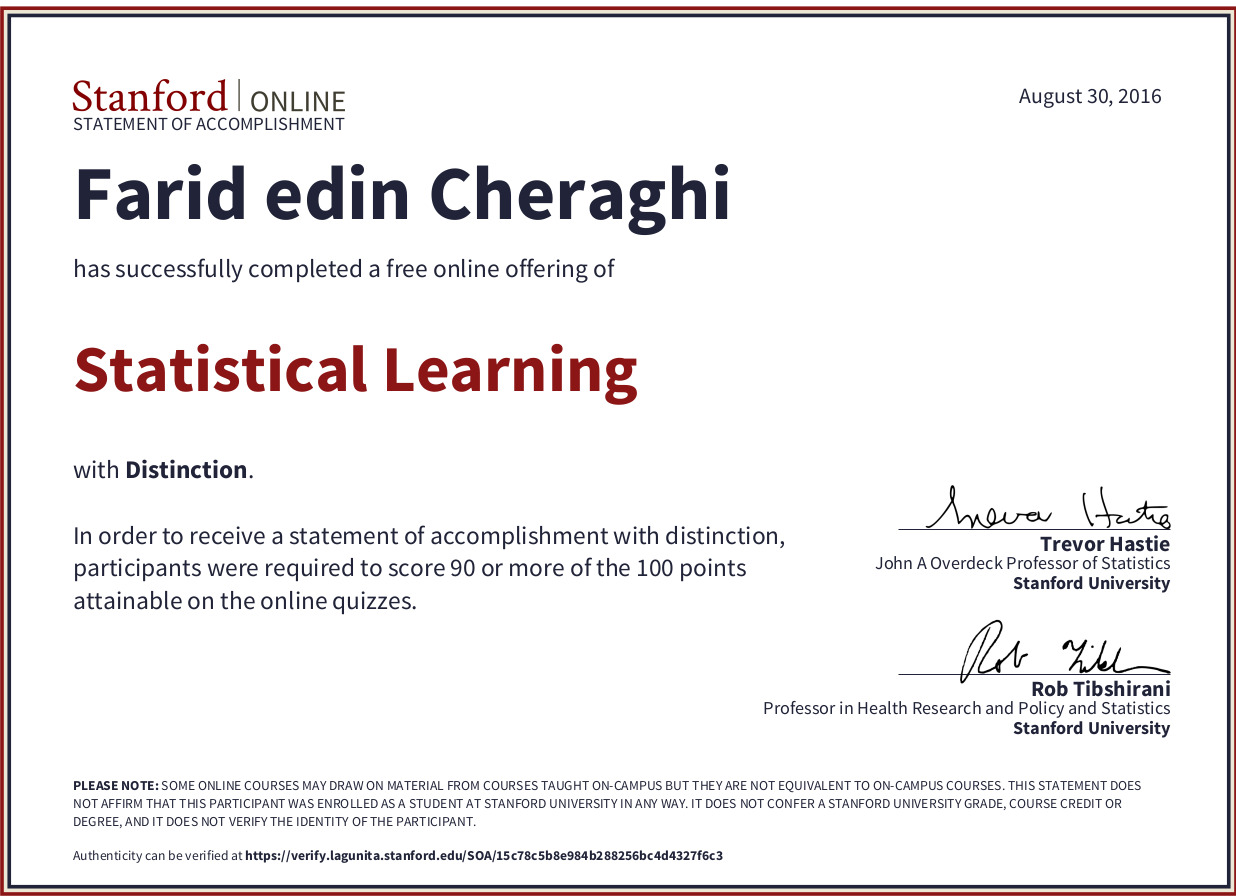 Stanford | ONLINE
August 30, 2016
STATEMENT OF ACCOMPLISHMENT
Farid edin Cheraghi
has successfully completed a free online offering of
Statistical Learning
with Distinction.
In order to receive a statement of accomplishment with distinction,
participants were required to score 90 or more of the 100 points
attainable on the online quizzes.
Trevor Hastie
Trevor Hastie
John A Overdeck Professor of Statistics
Stanford University
Rob Tibshirani
Professor in Health Research and Policy and Statistics
Stanford University
PLEASE NOTE: SOME ONLINE COURSES MAY DRAW ON MATERIAL FROM COURSES TAUGHT ON-CAMPUS BUT THEY ARE NOT EQUIVALENT TO ON-CAMPUS COURSES. THIS STATEMENT DOES
NOT AFFIRM THAT THIS PARTICIPANT WAS ENROLLED AS A STUDENT AT STANFORD UNIVERSITY IN ANY WAY. IT DOES NOT CONFER A STANFORD UNIVERSITY GRADE, COURSE CREDIT OR
DEGREE, AND IT DOES NOT VERIFY THE IDENTITY OF THE PARTICIPANT.
Authenticity can be verified at https://verify.lagunita.stanford.edu/SOA/15c78c5b8e984b288256bc4d4327f6c3